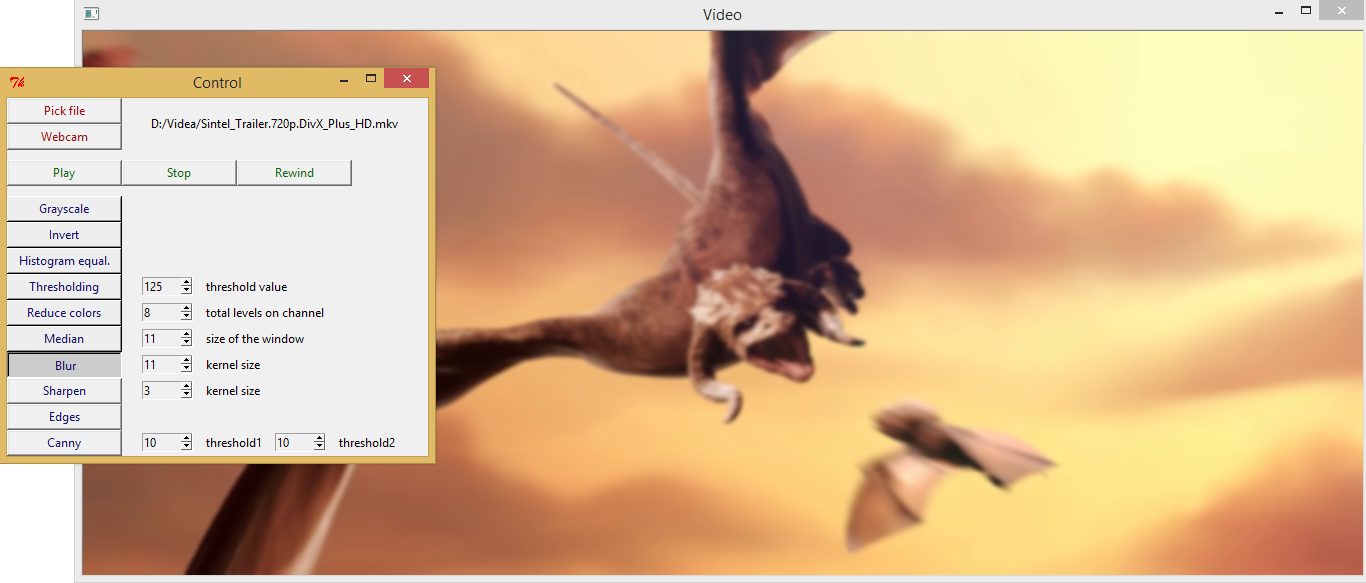 Video
Control
Pick file
D:/Videa/Sintel_Trailer.720p.DivX_Plus_HD.mkv
Webcam
Play Stop Rewind
Grayscale
Invert
Histogram equal.
Thresholding 125 threshold value
Reduce colors 8 total levels on channel
Median 11 size of the window
Blur 11 kernel size
Sharpen 3 kernel size
Edges
Canny 10 threshold1 10 threshold2